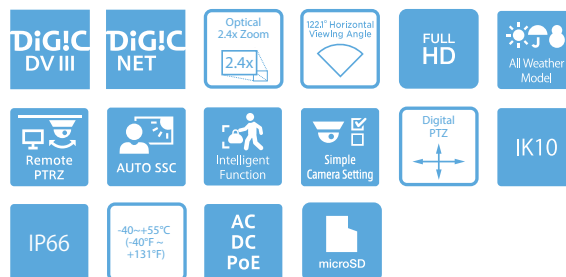 DiG!C
DV III
DiG!C
NET
Optical
2.4x Zoom
2.4x
122.1° Horizontal
Viewing Angle
FULL
HD
All Weather
Model
Remote
PTRZ
AUTO SSC
Intelligent
Function
Simple
Camera Setting
Digital
PTZ
IK10
IP66
-40~+55°C
(-40°F ~
+131°F)
AC
DC
PoE
microSD